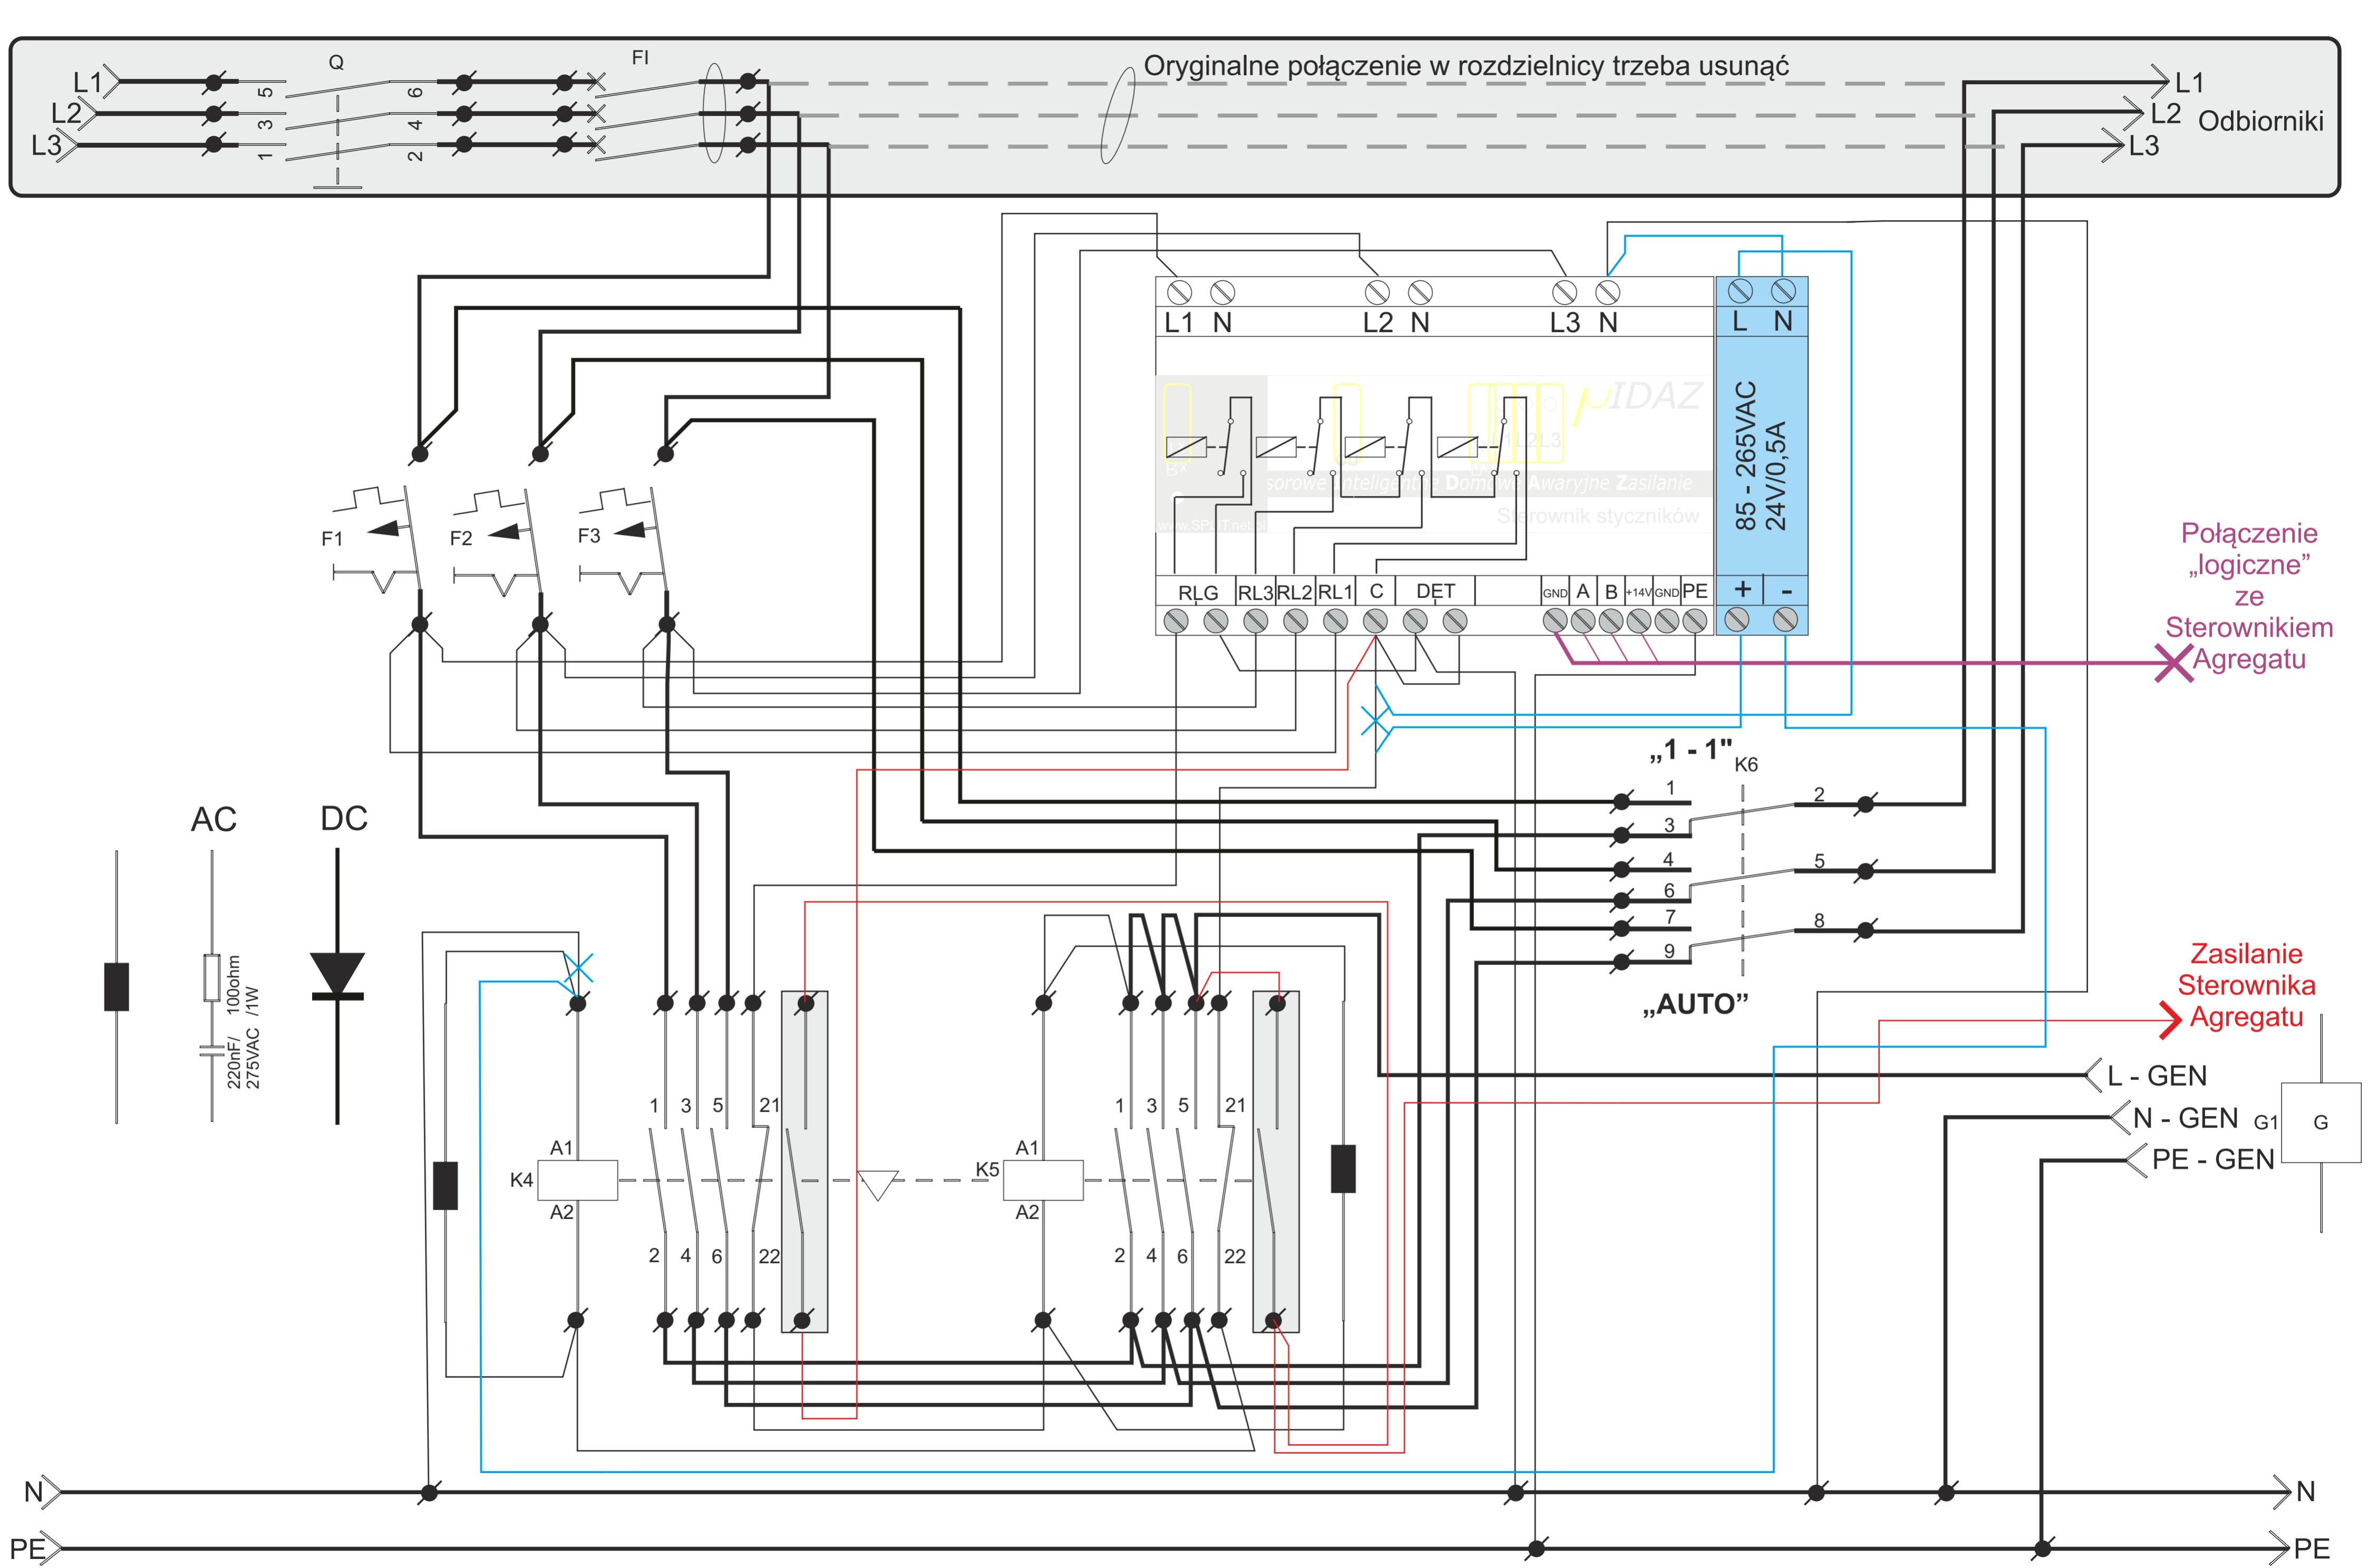 Oryginalne połączenie w rozdzielnicy trzeba usunąć
L1 5 Q 6 FI L1
L2 3 4 L2
L3 1 2 L3
Odbiorniki
L1 N L2 N L3 N L N
µIDAZ
85 - 265VAC
24V/0,5A
Sterownik styczników
www.SPLIT.net.pl
F1 F2 F3
RLG RL3 RL2 RL1 C DET GND A B +14V GND PE + -
Połączenie
„logiczne”
ze
Sterownikiem
Agregatu
„1 - 1"
K6
1 2
3
4 5
6
7 8
9
„AUTO”
AC DC
100ohm
/1W
220nF/
275VAC
Zasilanie
Sterownika
Agregatu
L - GEN
N - GEN
PE - GEN
G1 G
1 3 5 21 1 3 5 21
A1 A1
K4 K5
A2 A2
2 4 6 22 2 4 6 22
N N
PE PE